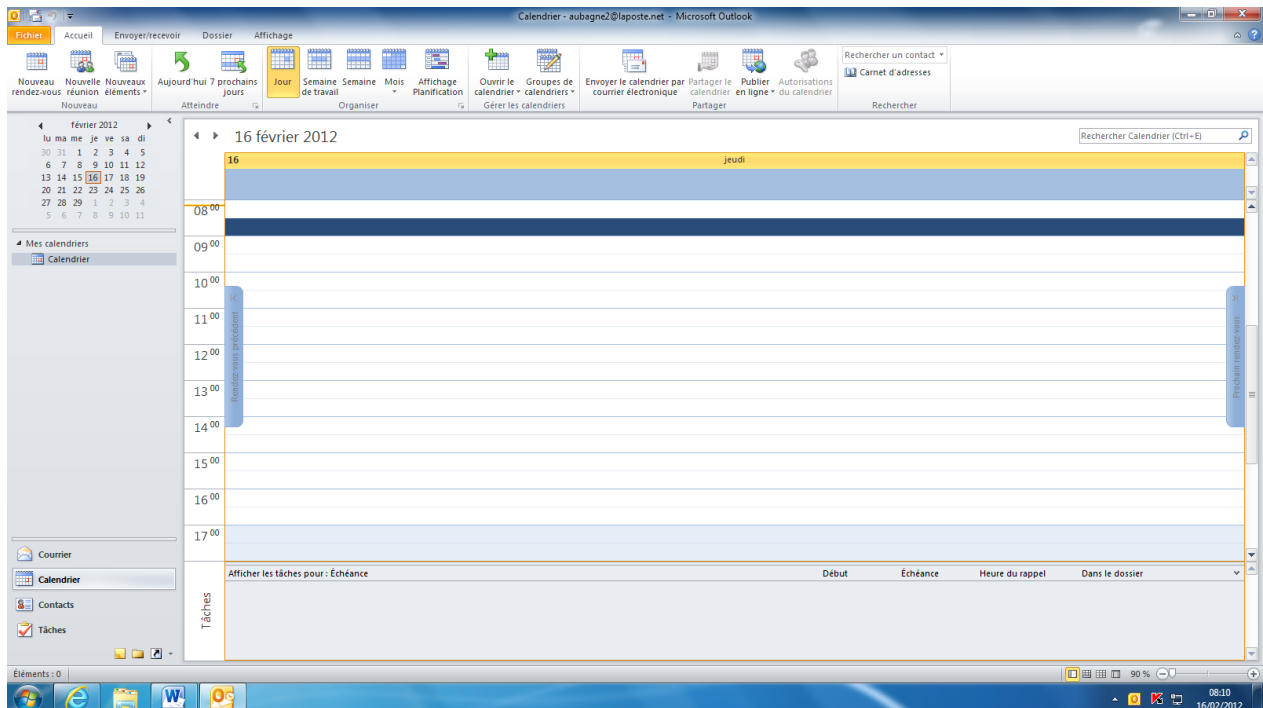 Calendrier - aubagne2@laposte.net - Microsoft Outlook
Fichier Accueil Envoyer/recevoir Dossier Affichage
Nouveau rendez-vous
Nouvelle réunion
Nouveaux éléments
Nouveau
Aujourd'hui
7 prochains jours
Atteindre
Jour
Semaine de travail
Semaine
Mois
Affichage Planification
Organiser
Ouvrir le calendrier
Groupes de calendriers
Gérer les calendriers
Envoyer le calendrier par courrier électronique
Partager le calendrier
Publier en ligne
Autorisations du calendrier
Partager
Rechercher un contact
Carnet d'adresses
Rechercher
février 2012
lu ma me je ve sa di
30 31 1 2 3 4 5
6 7 8 9 10 11 12
13 14 15 16 17 18 19
20 21 22 23 24 25 26
27 28 29 1 2 3 4
5 6 7 8 9 10 11
Mes calendriers
Calendrier
Courrier
Calendrier
Contacts
Tâches
16 février 2012
Rechercher Calendrier (Ctrl+E)
16 jeudi
08 00
09 00
10 00
11 00
12 00
13 00
14 00
15 00
16 00
17 00
Rendez-vous précédent
Prochain rendez-vous
Tâches
Afficher les tâches pour : Échéance Début Échéance Heure du rappel Dans le dossier
Éléments : 0
90 %
08:10
16/02/2012